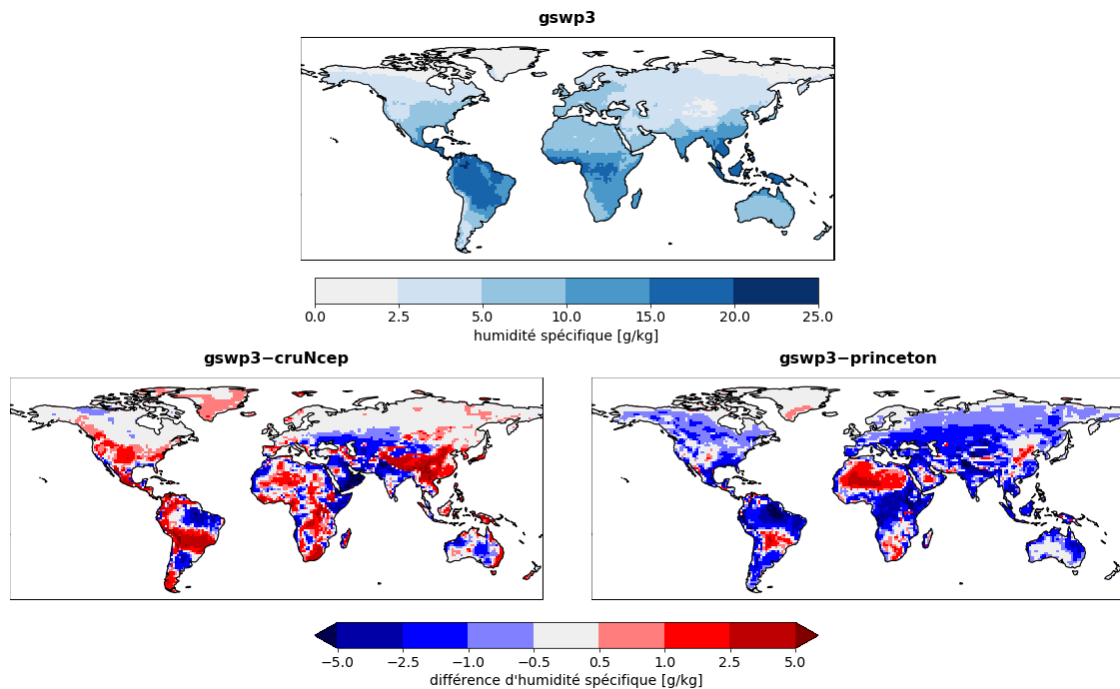 gswp3
0.0 2.5 5.0 10.0 15.0 20.0 25.0
humidité spécifique [g/kg]
gswp3−cruNcep
gswp3−princeton
−5.0 −2.5 −1.0 −0.5 0.5 1.0 2.5 5.0
différence d'humidité spécifique [g/kg]